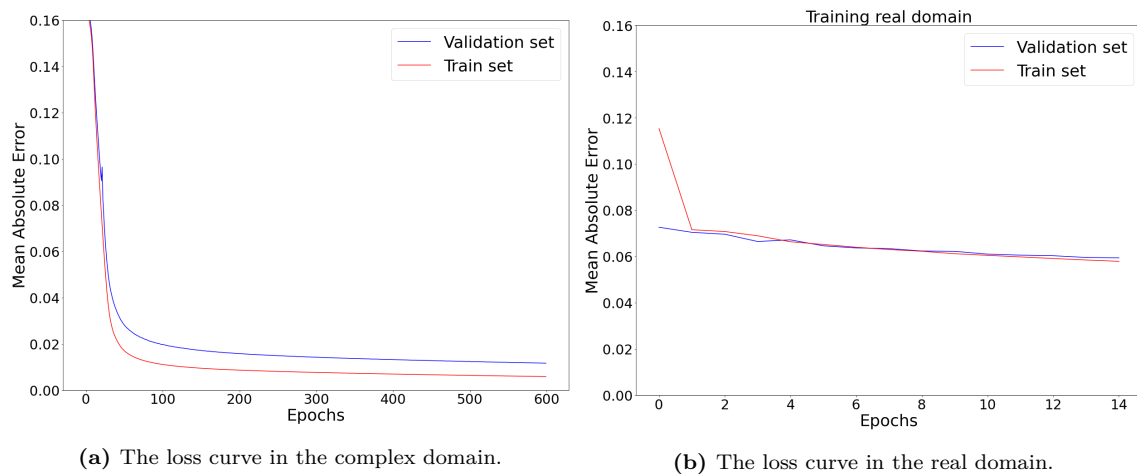 0.16
0.14
0.12
0.10
0.08
0.06
0.04
0.02
0.00
Mean Absolute Error
Validation set
Train set
0 100 200 300 400 500 600
Epochs
(a) The loss curve in the complex domain.
Training real domain
0.16
0.14
0.12
0.10
0.08
0.06
0.04
0.02
0.00
Mean Absolute Error
Validation set
Train set
0 2 4 6 8 10 12 14
Epochs
(b) The loss curve in the real domain.